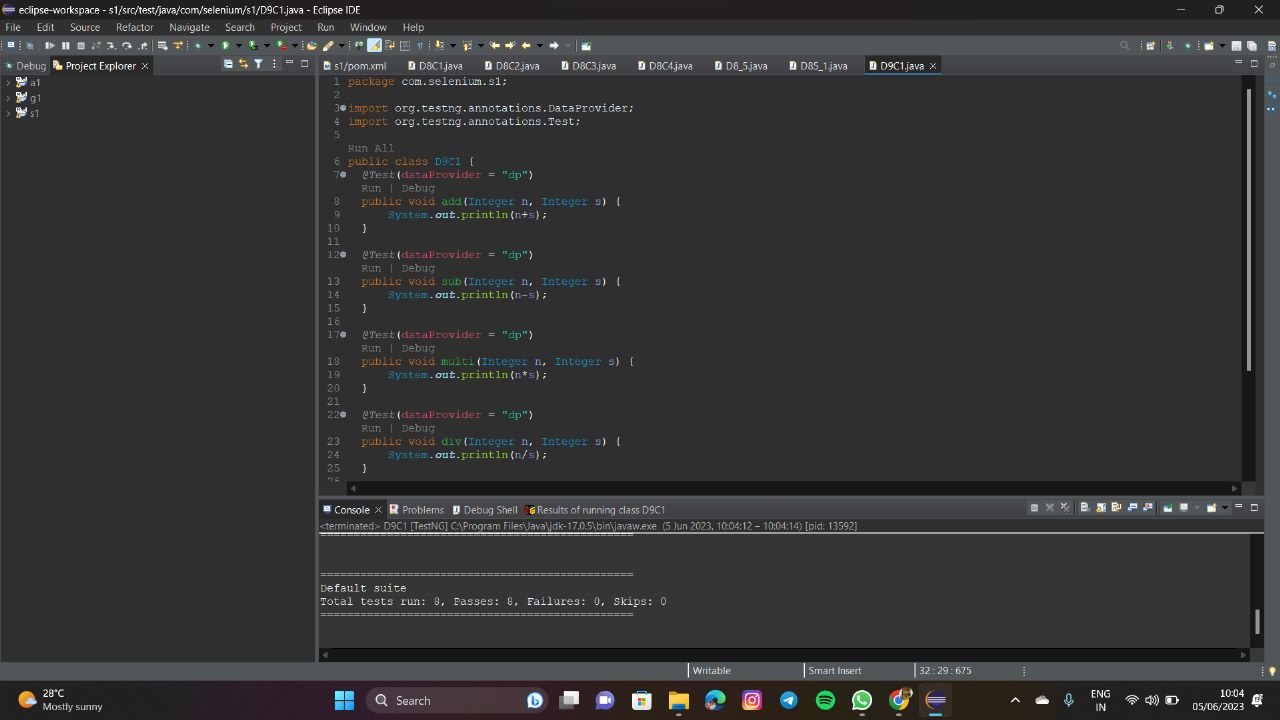 eclipse-workspace - s1/src/test/java/com/selenium/s1/D9C1.java - Eclipse IDE
File Edit Source Refactor Navigate Search Project Run Window Help
Debug Project Explorer
a1
g1
s1
s1/pom.xml D8C1.java D8C2.java D8C3.java D8C4.java D8_5.java D85_1.java D9C1.java
1 package com.selenium.s1;
2
3 import org.testng.annotations.DataProvider;
4 import org.testng.annotations.Test;
5
Run All
6 public class D9C1 {
7 @Test(dataProvider = "dp")
Run | Debug
8 public void add(Integer n, Integer s) {
9 System.out.println(n+s);
10 }
11
12 @Test(dataProvider = "dp")
Run | Debug
13 public void sub(Integer n, Integer s) {
14 System.out.println(n-s);
15 }
16
17 @Test(dataProvider = "dp")
Run | Debug
18 public void multi(Integer n, Integer s) {
19 System.out.println(n*s);
20 }
21
22 @Test(dataProvider = "dp")
Run | Debug
23 public void div(Integer n, Integer s) {
24 System.out.println(n/s);
25 }
26
Console Problems Debug Shell Results of running class D9C1
<terminated> D9C1 [TestNG] C:\Program Files\Java\jdk-17.0.5\bin\javaw.exe (5 Jun 2023, 10:04:12 – 10:04:14) [pid: 13592]
===============================================
===============================================
Default suite
Total tests run: 8, Passes: 8, Failures: 0, Skips: 0
===============================================
Writable Smart Insert 32 : 29 : 675
28°C
Mostly sunny
Search
ENG
IN
10:04
05/06/2023